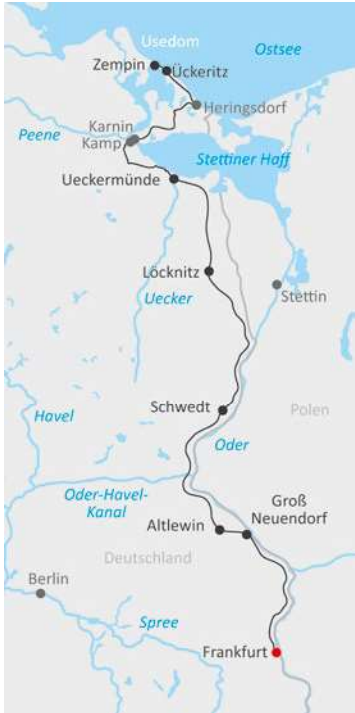 Usedom
Ostsee
Zempin
Ückeritz
Heringsdorf
Peene
Karnin
Kamp
Stettiner Haff
Ueckermünde
Löcknitz
Uecker
Stettin
Schwedt
Polen
Havel
Oder
Oder-Havel-
Kanal
Groß
Neuendorf
Altlewin
Deutschland
Berlin
Spree
Frankfurt